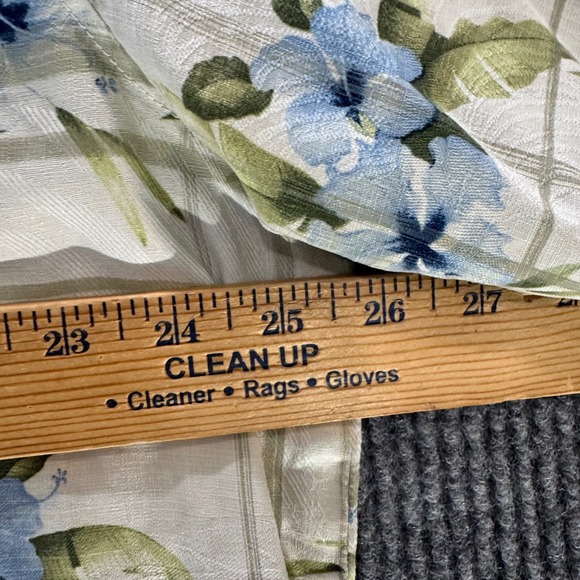 23 24 25 26 27
CLEAN UP
• Cleaner • Rags • Gloves